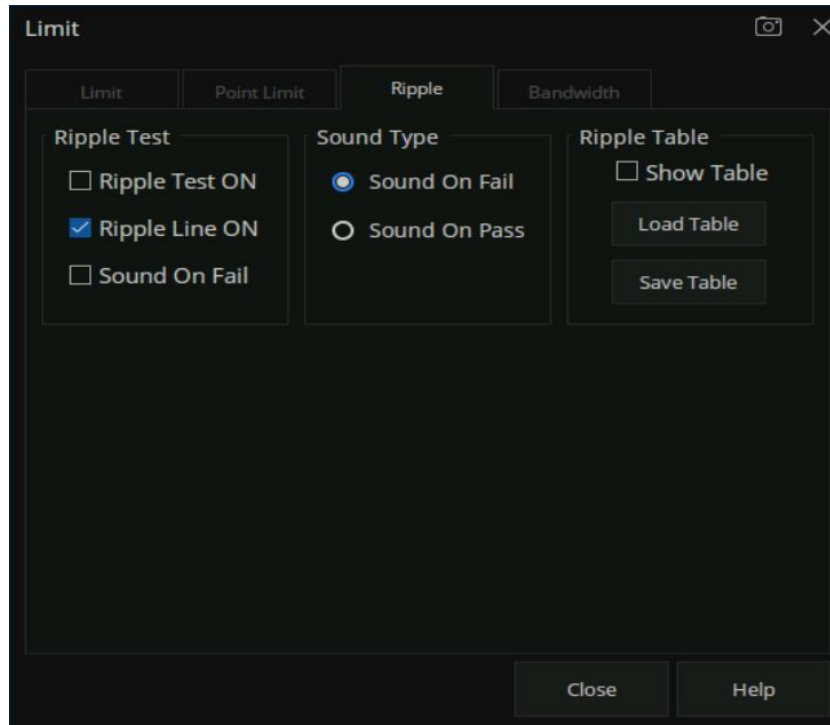 Limit
Limit Point Limit Ripple Bandwidth
Ripple Test Sound Type Ripple Table
Ripple Test ON Sound On Fail Show Table
Ripple Line ON Sound On Pass Load Table
Sound On Fail Save Table
Close Help